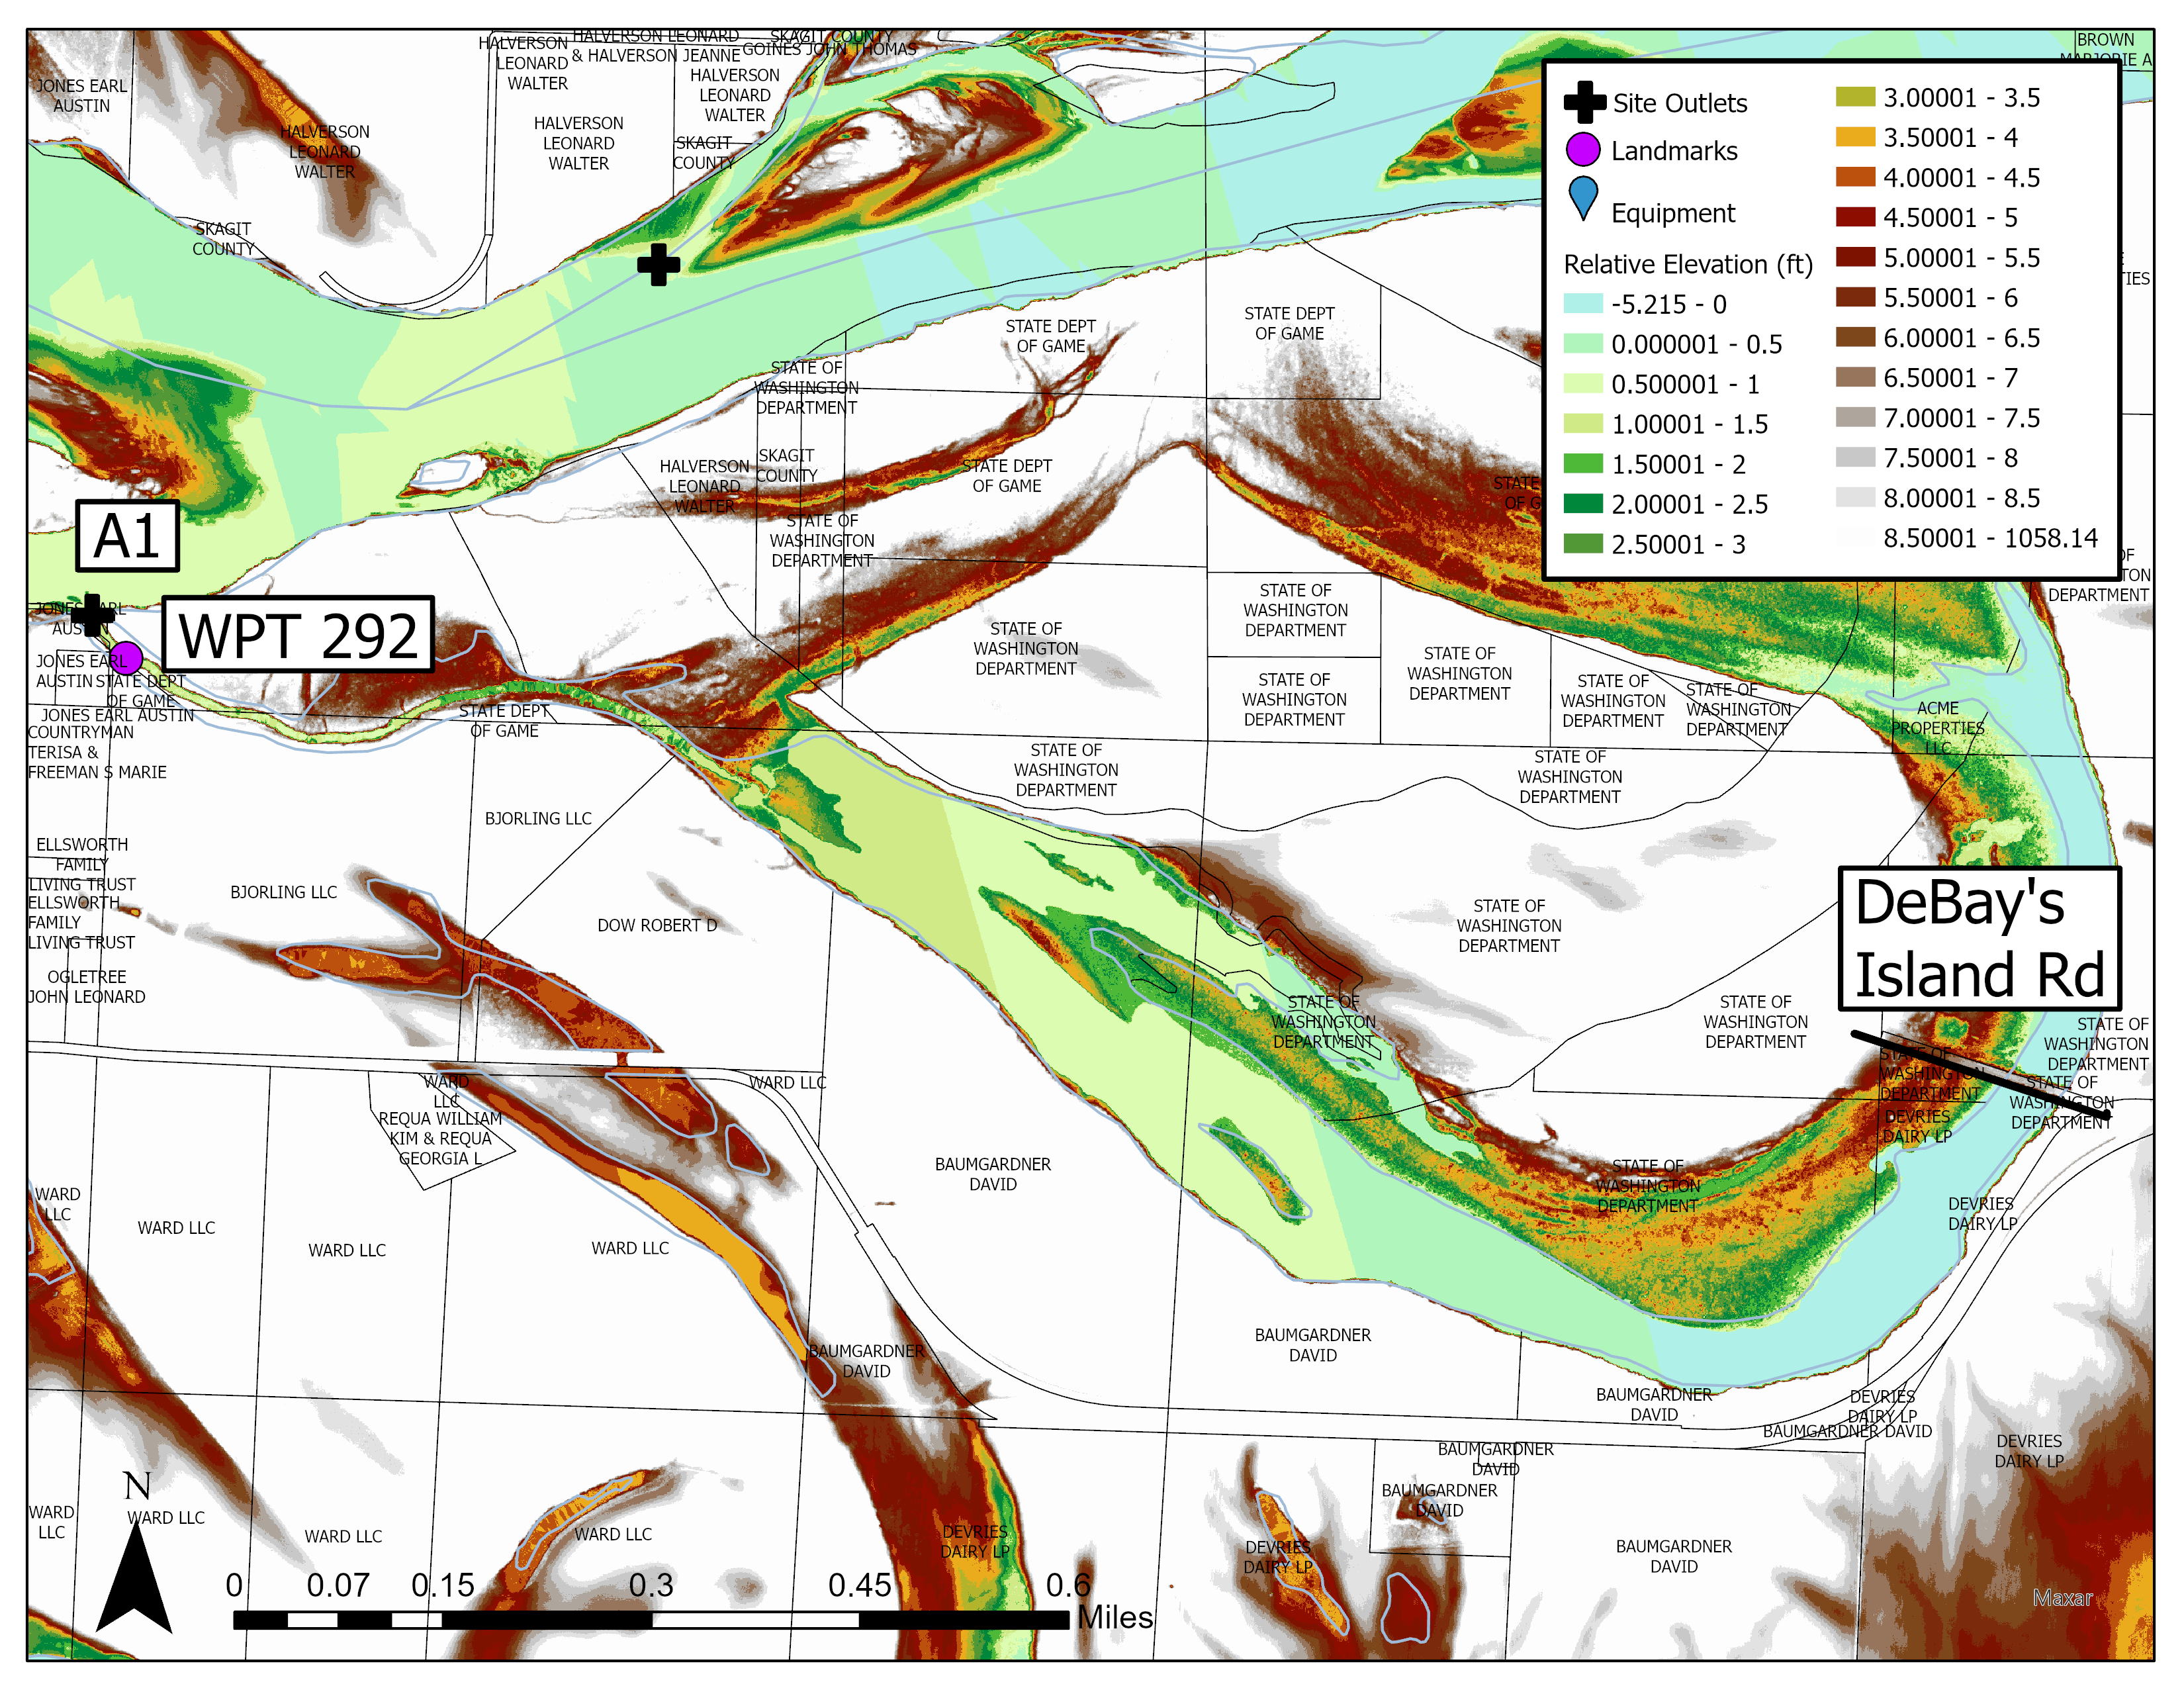 JONES EARL
AUSTIN
HALVERSON
LEONARD
WALTER
SKAGIT
COUNTY
HALVERSON
LEONARD
WALTER
HALVERSON LEONARD
& HALVERSON JEANNE
SKAGIT COUNTY
GOINES JOHN THOMAS
HALVERSON
LEONARD
WALTER
HALVERSON
LEONARD
WALTER
SKAGIT
COUNTY
BROWN
MARJORIE A
Site Outlets
Landmarks
Equipment
Relative Elevation (ft)
-5.215 - 0
0.000001 - 0.5
0.500001 - 1
1.00001 - 1.5
1.50001 - 2
2.00001 - 2.5
2.50001 - 3
3.00001 - 3.5
3.50001 - 4
4.00001 - 4.5
4.50001 - 5
5.00001 - 5.5
5.50001 - 6
6.00001 - 6.5
6.50001 - 7
7.00001 - 7.5
7.50001 - 8
8.00001 - 8.5
8.50001 - 1058.14
STATE DEPT
OF GAME
STATE DEPT
OF GAME
STATE OF
WASHINGTON
DEPARTMENT
HALVERSON
LEONARD
WALTER
SKAGIT
COUNTY
STATE DEPT
OF GAME
STATE OF
WASHINGTON
DEPARTMENT
A1
WPT 292
JONES EARL
AUSTIN
JONES EARL
AUSTIN
STATE DEPT
OF GAME
JONES EARL AUSTIN
COUNTRYMAN
TERISA &
FREEMAN S MARIE
STATE DEPT
OF GAME
STATE OF
WASHINGTON
DEPARTMENT
STATE OF
WASHINGTON
DEPARTMENT
STATE OF
WASHINGTON
DEPARTMENT
STATE OF
WASHINGTON
DEPARTMENT
STATE OF
WASHINGTON
DEPARTMENT
STATE OF
WASHINGTON
DEPARTMENT
DEPARTMENT
ACME
PROPERTIES
LLC
STATE OF
WASHINGTON
DEPARTMENT
STATE OF
WASHINGTON
DEPARTMENT
BJORLING LLC
ELLSWORTH
FAMILY
LIVING TRUST
ELLSWORTH
FAMILY
LIVING TRUST
BJORLING LLC
DOW ROBERT D
OGLETREE
JOHN LEONARD
STATE OF
WASHINGTON
DEPARTMENT
DeBay's
Island Rd
STATE OF
WASHINGTON
DEPARTMENT
STATE OF
WASHINGTON
DEPARTMENT
STATE OF
WASHINGTON
DEPARTMENT
STATE OF
WASHINGTON
DEPARTMENT
STATE OF
WASHINGTON
DEPARTMENT
DEVRIES
DAIRY LP
WARD
LLC
WARD LLC
REQUA WILLIAM
KIM & REQUA
GEORGIA L
BAUMGARDNER
DAVID
STATE OF
WASHINGTON
DEPARTMENT
DEVRIES
DAIRY LP
WARD
LLC
WARD LLC
WARD LLC
WARD LLC
BAUMGARDNER
DAVID
BAUMGARDNER
DAVID
BAUMGARDNER
DAVID
DEVRIES
DAIRY LP
BAUMGARDNER DAVID
DEVRIES
DAIRY LP
BAUMGARDNER
DAVID
BAUMGARDNER
DAVID
WARD
LLC
WARD LLC
WARD LLC
WARD LLC
DEVRIES
DAIRY LP
DEVRIES
DAIRY LP
BAUMGARDNER
DAVID
N
0 0.07 0.15 0.3 0.45 0.6
Miles
Maxar